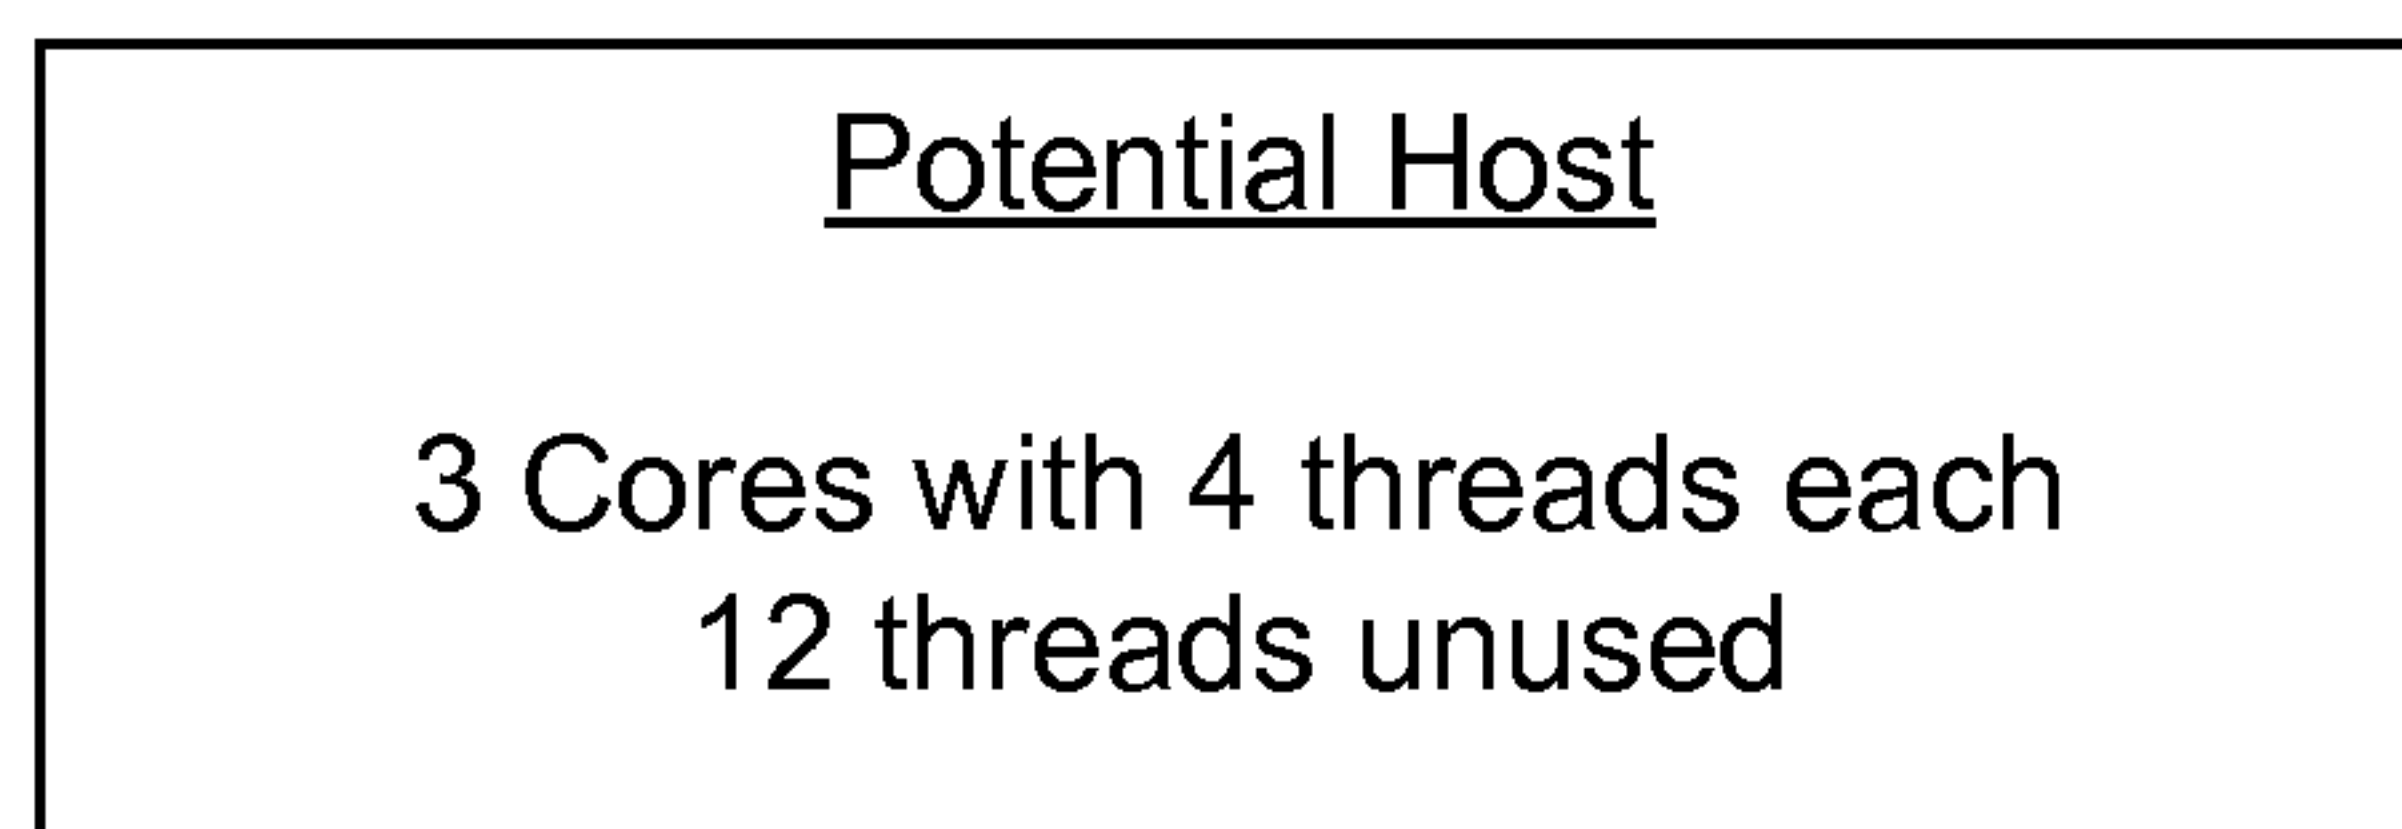 Potential Host
3 Cores with 4 threads each
12 threads unused